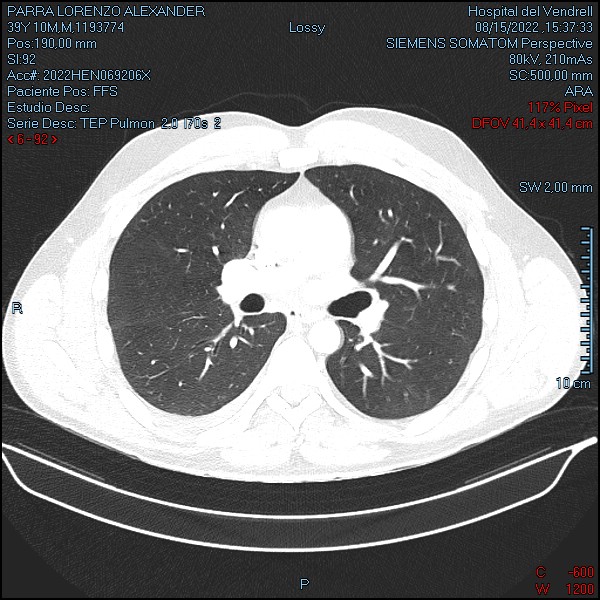 PARRA LORENZO ALEXANDER
39Y 10M,M,1193774
Pos:190.00 mm
SI:92
Acc#: 2022HEN069206X
Paciente Pos: FFS
Estudio Desc:
Serie Desc: TEP Pulmon 2.0 I70s 2
< 6 - 92 >
Lossy
Hospital del Vendrell
08/15/2022 ,15:37:33
SIEMENS SOMATOM Perspective
80kV, 210mAs
SC:500,00 mm
ARA
117% Pixel
DFOV 41,4 x 41,4 cm
SW 2,00 mm
R
10 cm
P
C -600
W 1200